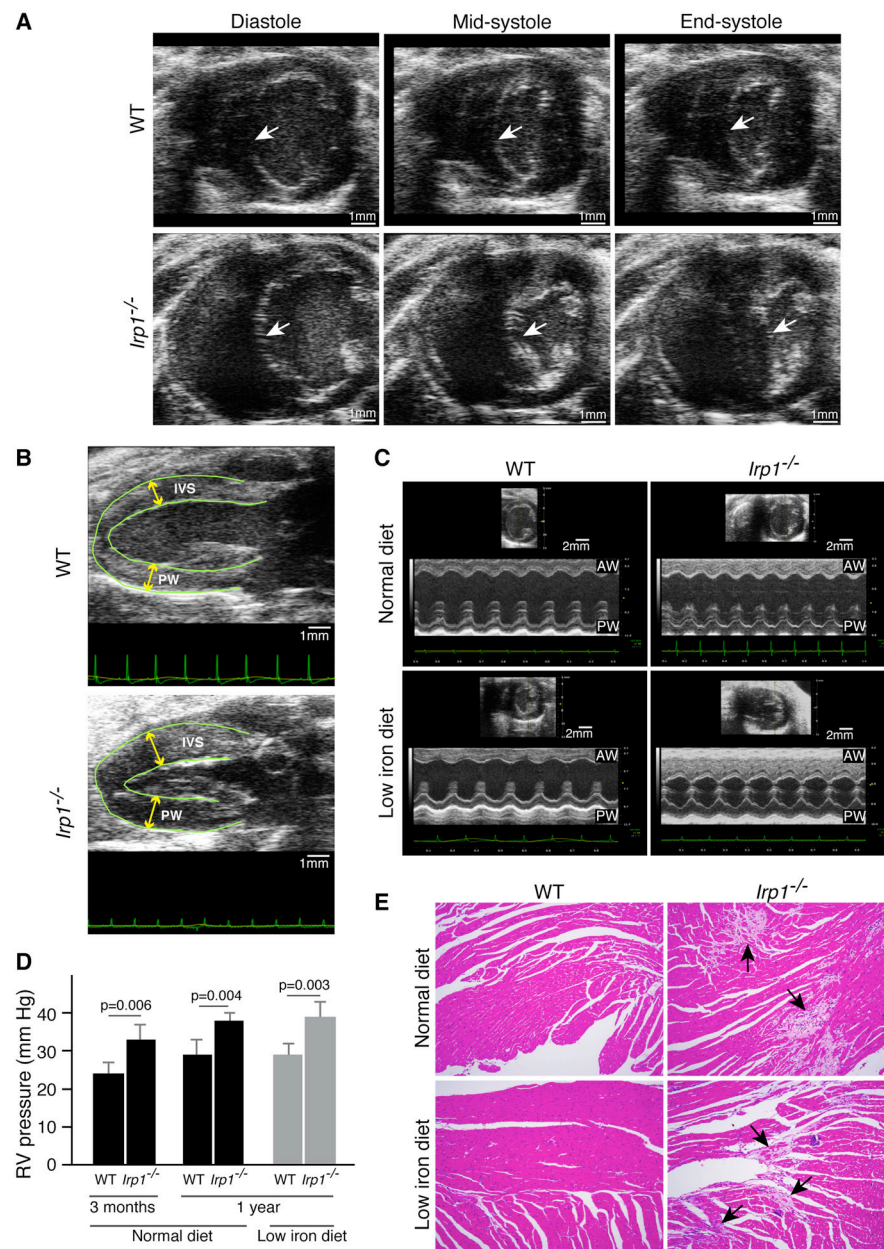 A
Diastole
Mid-systole
End-systole
WT
1mm
1mm
1mm
Irp1-/-
1mm
1mm
1mm
B
WT
IVS
PW
1mm
Irp1-/-
IVS
PW
1mm
C
WT
Irp1-/-
Normal diet
2mm
AW
PW
2mm
AW
PW
Low iron diet
2mm
AW
PW
2mm
AW
PW
D
RV pressure (mm Hg)
40
30
20
10
0
p=0.006
p=0.004
p=0.003
WT Irp1-/- WT Irp1-/- WT Irp1-/-
3 months
1 year
Normal diet
Low iron diet
E
WT
Irp1-/-
Normal diet
Low iron diet